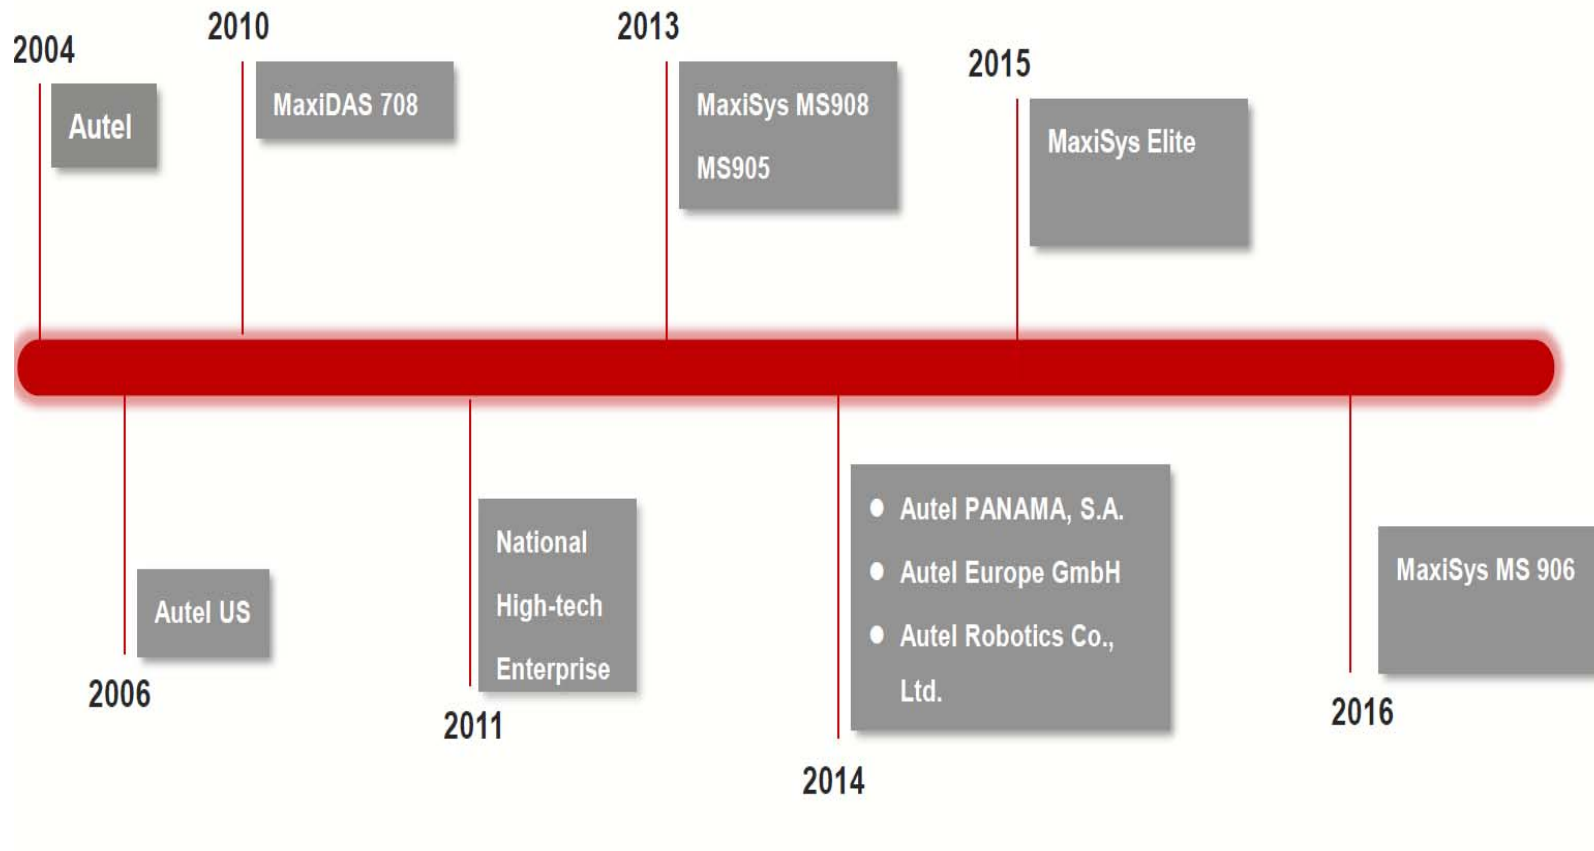 2004
Autel
2010
MaxiDAS 708
2013
MaxiSys MS908
MS905
2015
MaxiSys Elite
Autel US
2006
National
High-tech
Enterprise
2011
● Autel PANAMA, S.A.
● Autel Europe GmbH
● Autel Robotics Co.,
Ltd.
2014
MaxiSys MS 906
2016